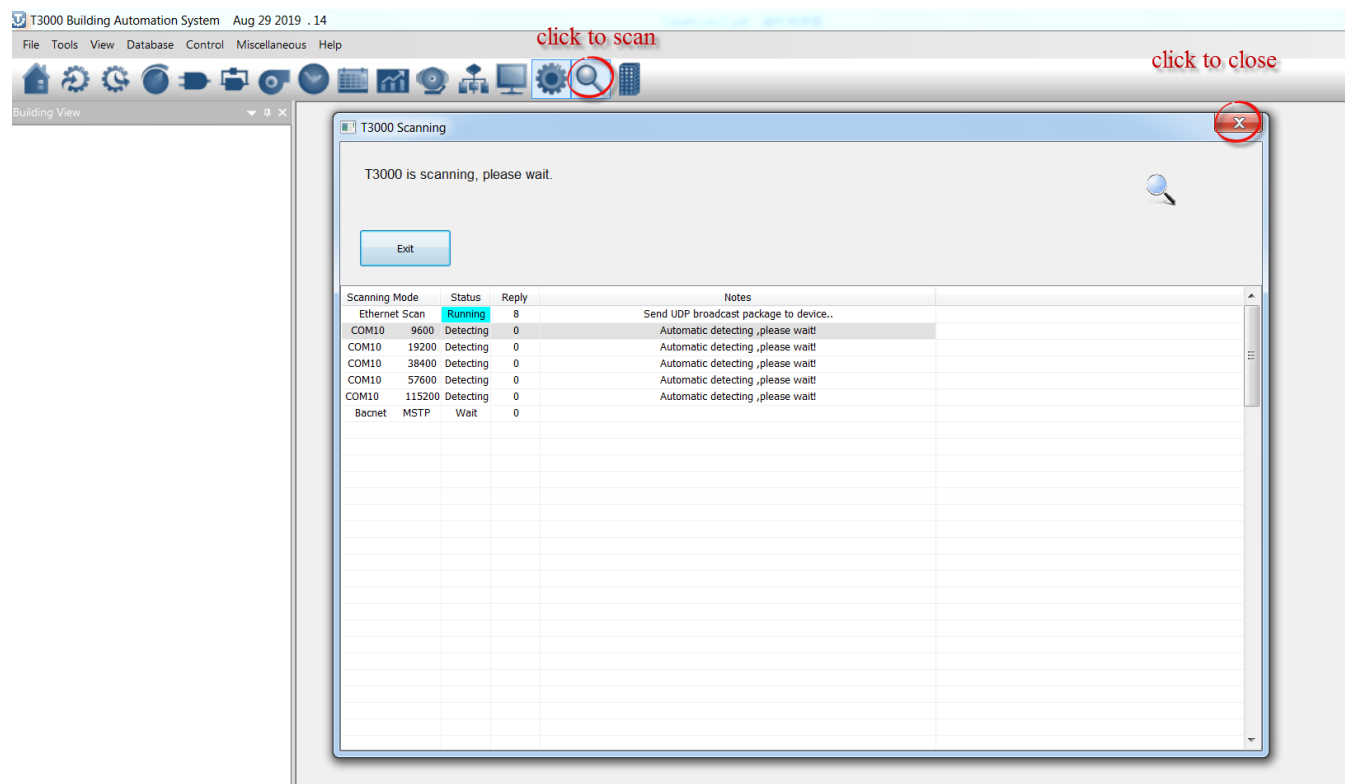 T3000 Building Automation System Aug 29 2019 . 14
File Tools View Database Control Miscellaneous Help
click to scan
click to close
Building View
T3000 Scanning
T3000 is scanning, please wait.
Exit
Scanning Mode Status Reply Notes
Ethernet Scan Running 8 Send UDP broadcast package to device..
COM10 9600 Detecting 0 Automatic detecting ,please wait!
COM10 19200 Detecting 0 Automatic detecting ,please wait!
COM10 38400 Detecting 0 Automatic detecting ,please wait!
COM10 57600 Detecting 0 Automatic detecting ,please wait!
COM10 115200 Detecting 0 Automatic detecting ,please wait!
Bacnet MSTP Wait 0